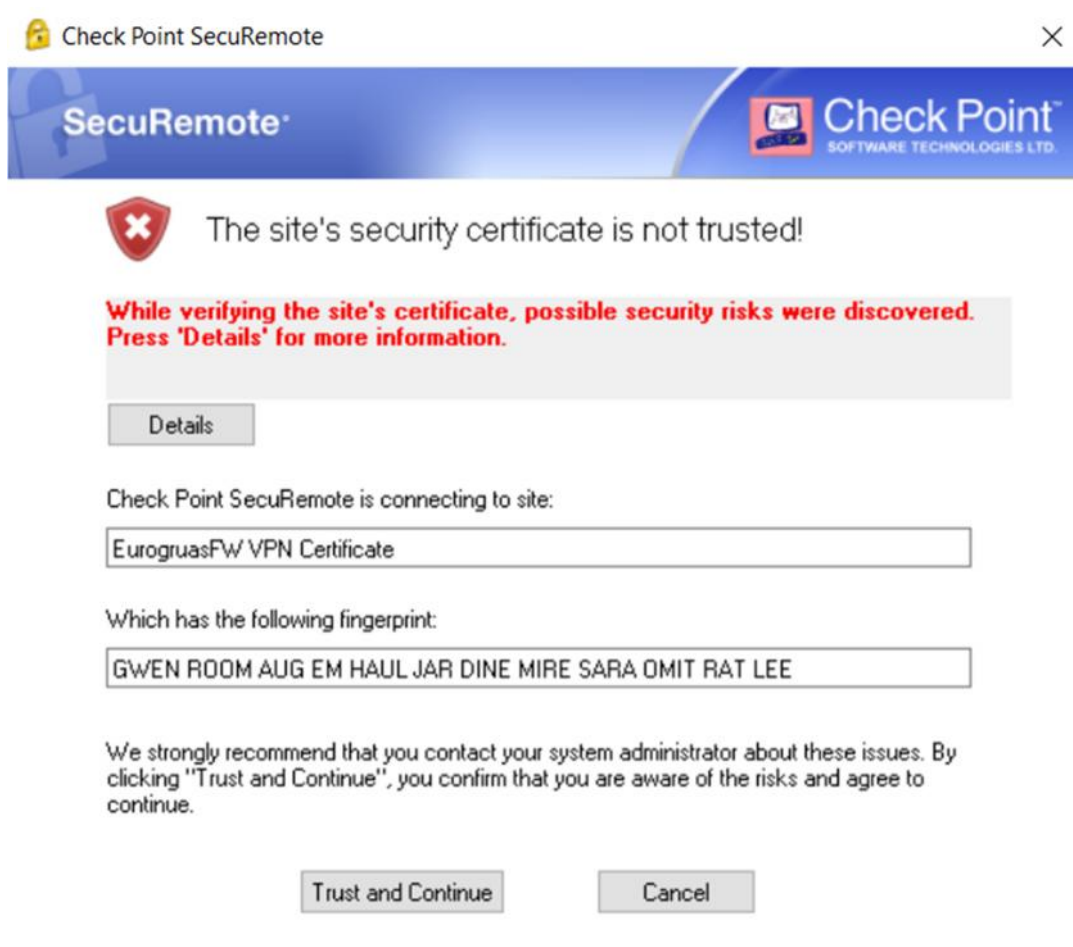 Check Point SecuRemote
SecuRemote
Check Point™
SOFTWARE TECHNOLOGIES LTD.
The site's security certificate is not trusted!
While verifying the site's certificate, possible security risks were discovered.
Press 'Details' for more information.
Details
Check Point SecuRemote is connecting to site:
EurogruasFW VPN Certificate
Which has the following fingerprint:
GWEN ROOM AUG EM HAUL JAR DINE MIRE SARA OMIT RAT LEE
We strongly recommend that you contact your system administrator about these issues. By
clicking "Trust and Continue", you confirm that you are aware of the risks and agree to
continue.
Trust and Continue
Cancel